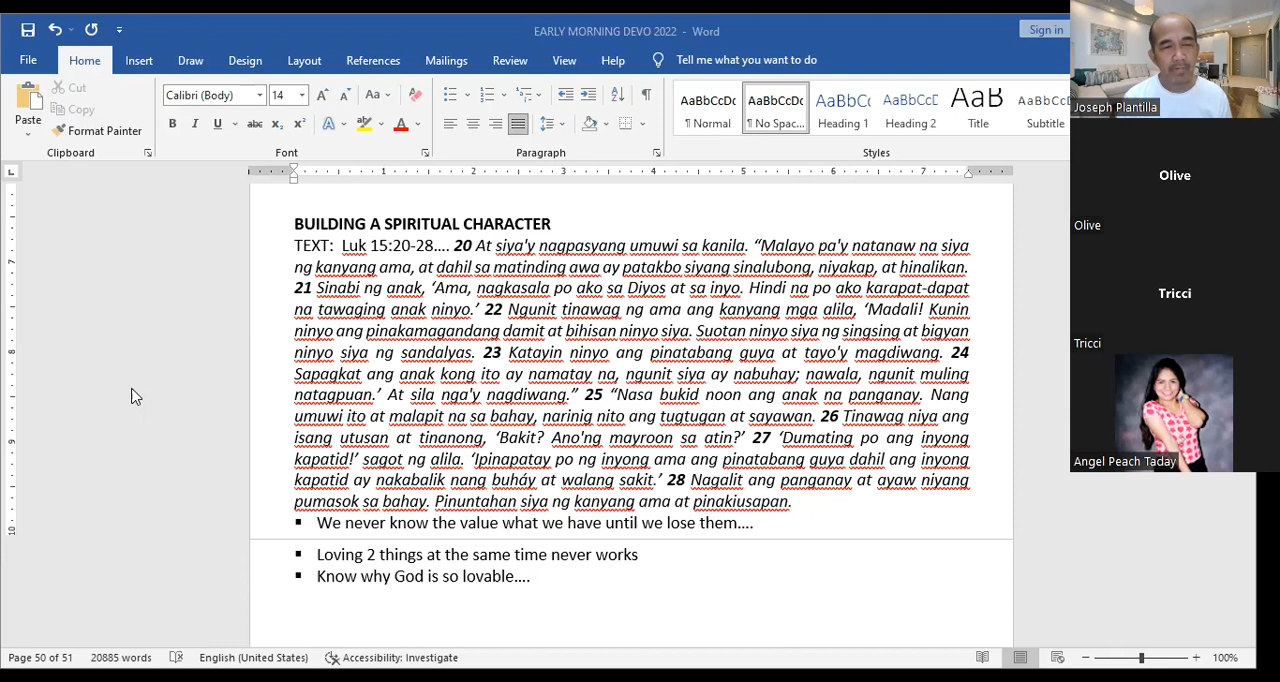 EARLY MORNING DEVO 2022 - Word
Sign in
File Home Insert Draw Design Layout References Mailings Review View Help Tell me what you want to do
Paste
Cut
Copy
Format Painter
Clipboard
Calibri (Body) 14
Font
Paragraph
AaBbCcDc AaBbCcDc AaBbCc AaBbCcD AaB AaBbCcD
¶ Normal ¶ No Spac... Heading 1 Heading 2 Title Subtitle
Styles
Joseph Plantilla
Olive
Olive
Tricci
Tricci
Angel Peach Taday
1 2 3 4 5 6 7
BUILDING A SPIRITUAL CHARACTER
TEXT: Luk 15:20-28…. 20 At siya'y nagpasyang umuwi sa kanila. “Malayo pa'y natanaw na siya
ng kanyang ama, at dahil sa matinding awa ay patakbo siyang sinalubong, niyakap, at hinalikan.
21 Sinabi ng anak, ‘Ama, nagkasala po ako sa Diyos at sa inyo. Hindi na po ako karapat-dapat
na tawaging anak ninyo.’ 22 Ngunit tinawag ng ama ang kanyang mga alila, ‘Madali! Kunin
ninyo ang pinakamagandang damit at bihisan ninyo siya. Suotan ninyo siya ng singsing at bigyan
ninyo siya ng sandalyas. 23 Katayin ninyo ang pinatabang guya at tayo'y magdiwang. 24
Sapagkat ang anak kong ito ay namatay na, ngunit siya ay nabuhay; nawala, ngunit muling
natagpuan.’ At sila nga'y nagdiwang.” 25 “Nasa bukid noon ang anak na panganay. Nang
umuwi ito at malapit na sa bahay, narinig nito ang tugtugan at sayawan. 26 Tinawag niya ang
isang utusan at tinanong, ‘Bakit? Ano'ng mayroon sa atin?’ 27 ‘Dumating po ang inyong
kapatid!’ sagot ng alila. ‘Ipinapatay po ng inyong ama ang pinatabang guya dahil ang inyong
kapatid ay nakabalik nang buháy at walang sakit.’ 28 Nagalit ang panganay at ayaw niyang
pumasok sa bahay. Pinuntahan siya ng kanyang ama at pinakiusapan.
▪ We never know the value what we have until we lose them….
▪ Loving 2 things at the same time never works
▪ Know why God is so lovable….
7
8
9
10
Page 50 of 51 20885 words English (United States) Accessibility: Investigate 100%